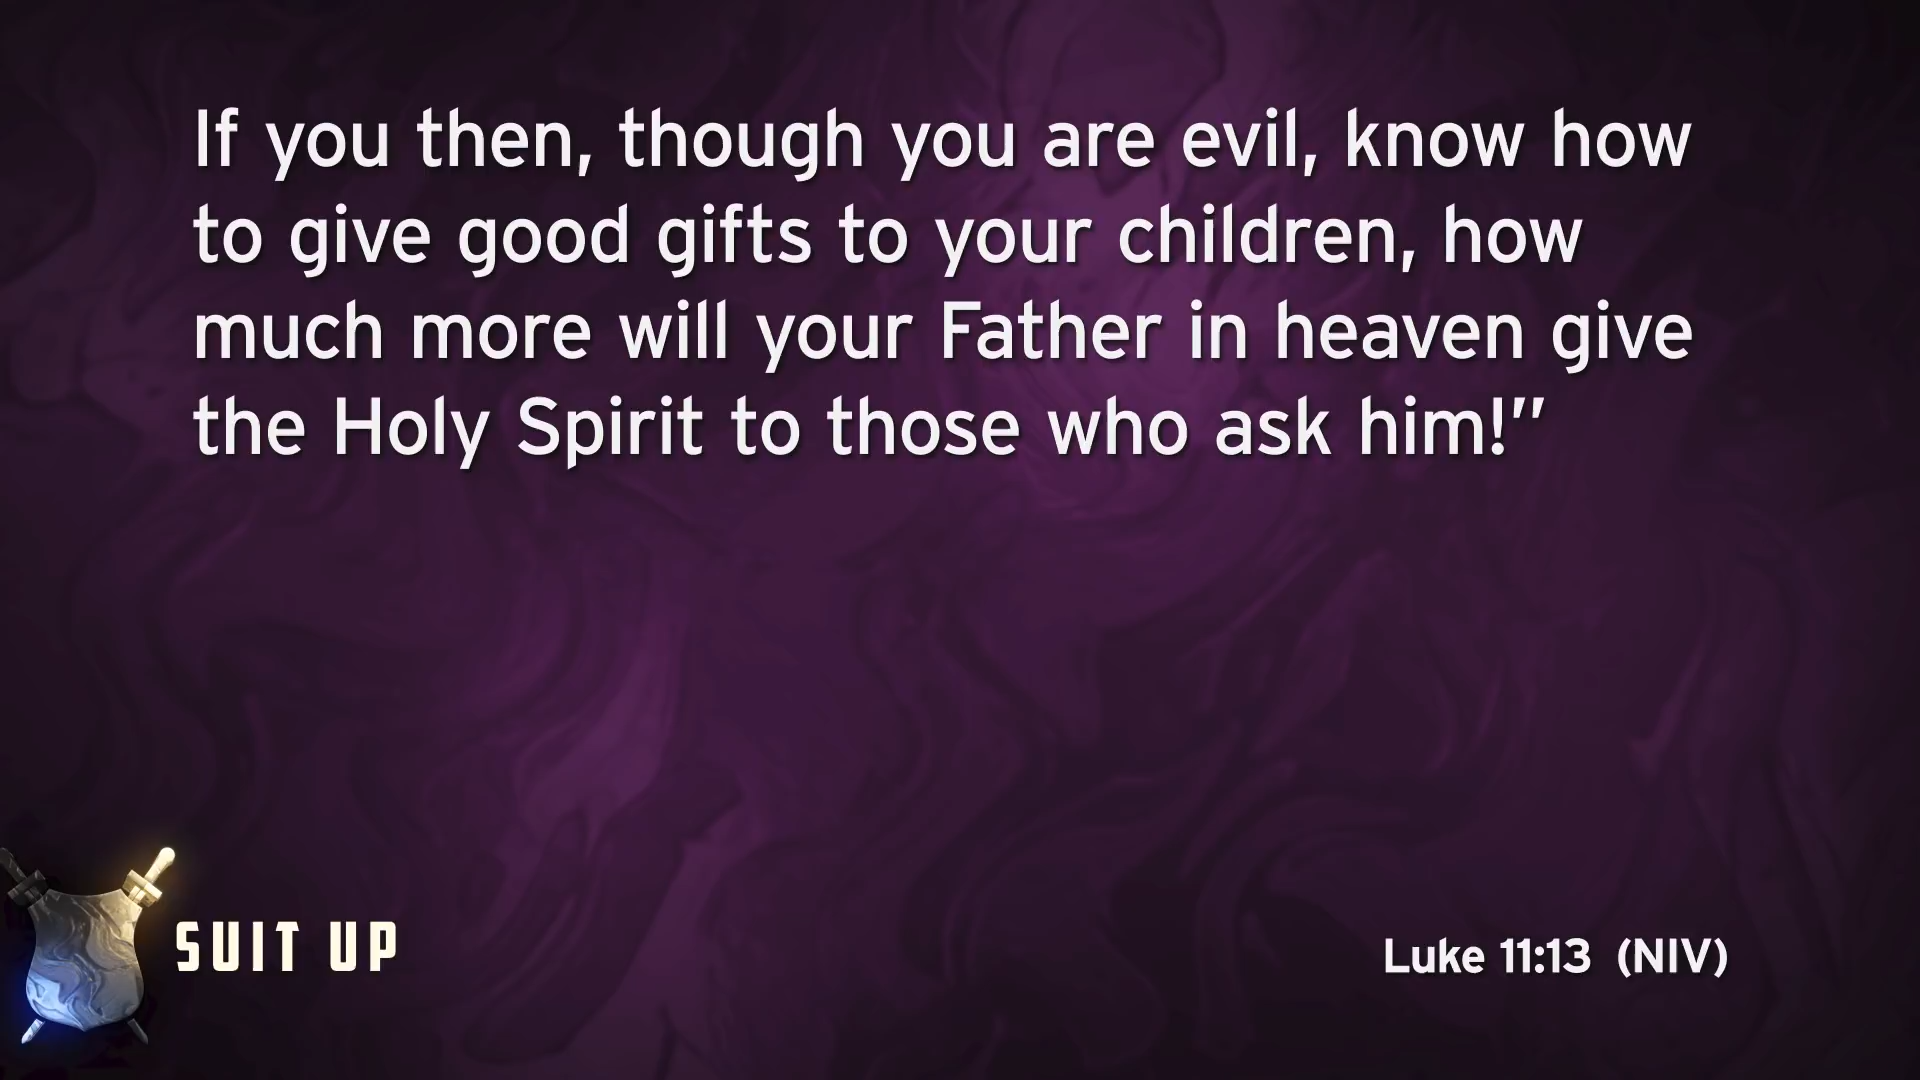 If you then, though you are evil, know how
to give good gifts to your children, how
much more will your Father in heaven give
the Holy Spirit to those who ask him!”
SUIT UP
Luke 11:13 (NIV)